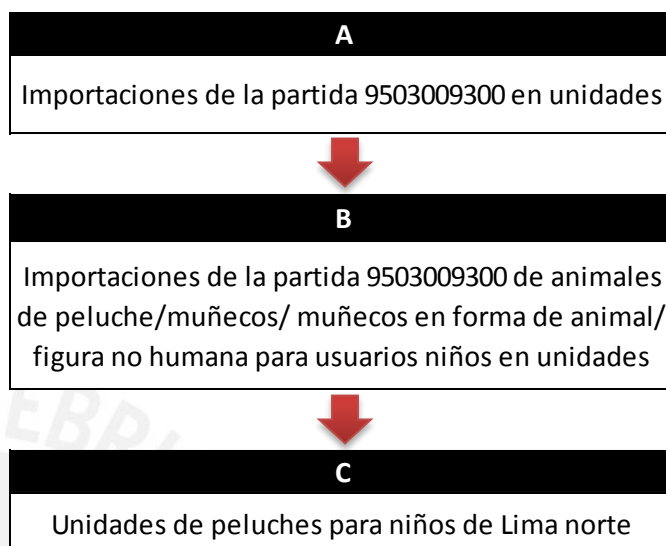 A
Importaciones de la partida 9503009300 en unidades
B
Importaciones de la partida 9503009300 de animales
de peluche/muñecos/ muñecos en forma de animal/
figura no humana para usuarios niños en unidades
C
Unidades de peluches para niños de Lima norte